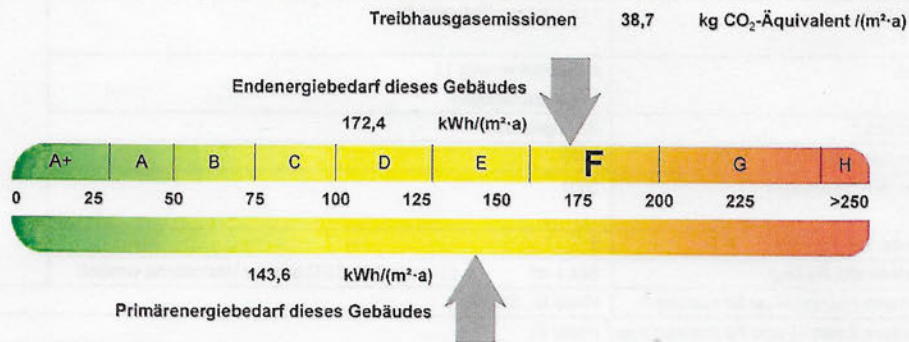 Treibhausgasemissionen 38,7 kg CO₂-Äquivalent /(m²·a)
Endenergiebedarf dieses Gebäudes
172,4 kWh/(m²·a)
A+ A B C D E F G H
0 25 50 75 100 125 150 175 200 225 >250
143,6 kWh/(m²·a)
Primärenergiebedarf dieses Gebäudes